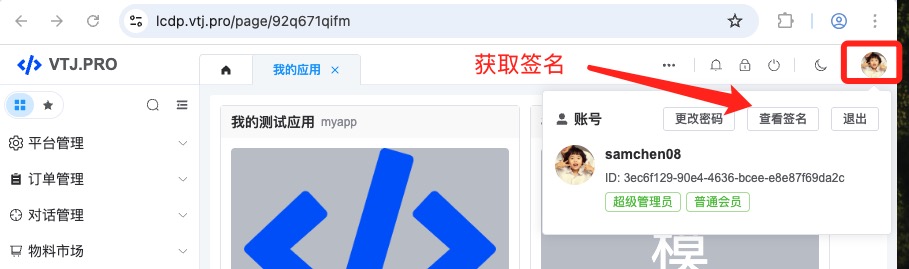 lcdp.vtj.pro/page/92q671qifm
VTJ.PRO
我的应用
获取签名
平台管理
订单管理
对话管理
物料市场
我的测试应用 myapp
账号
更改密码
查看签名
退出
samchen08
ID: 3ec6f129-90e4-4636-bcee-e8e87f69da2c
超级管理员
普通会员
模